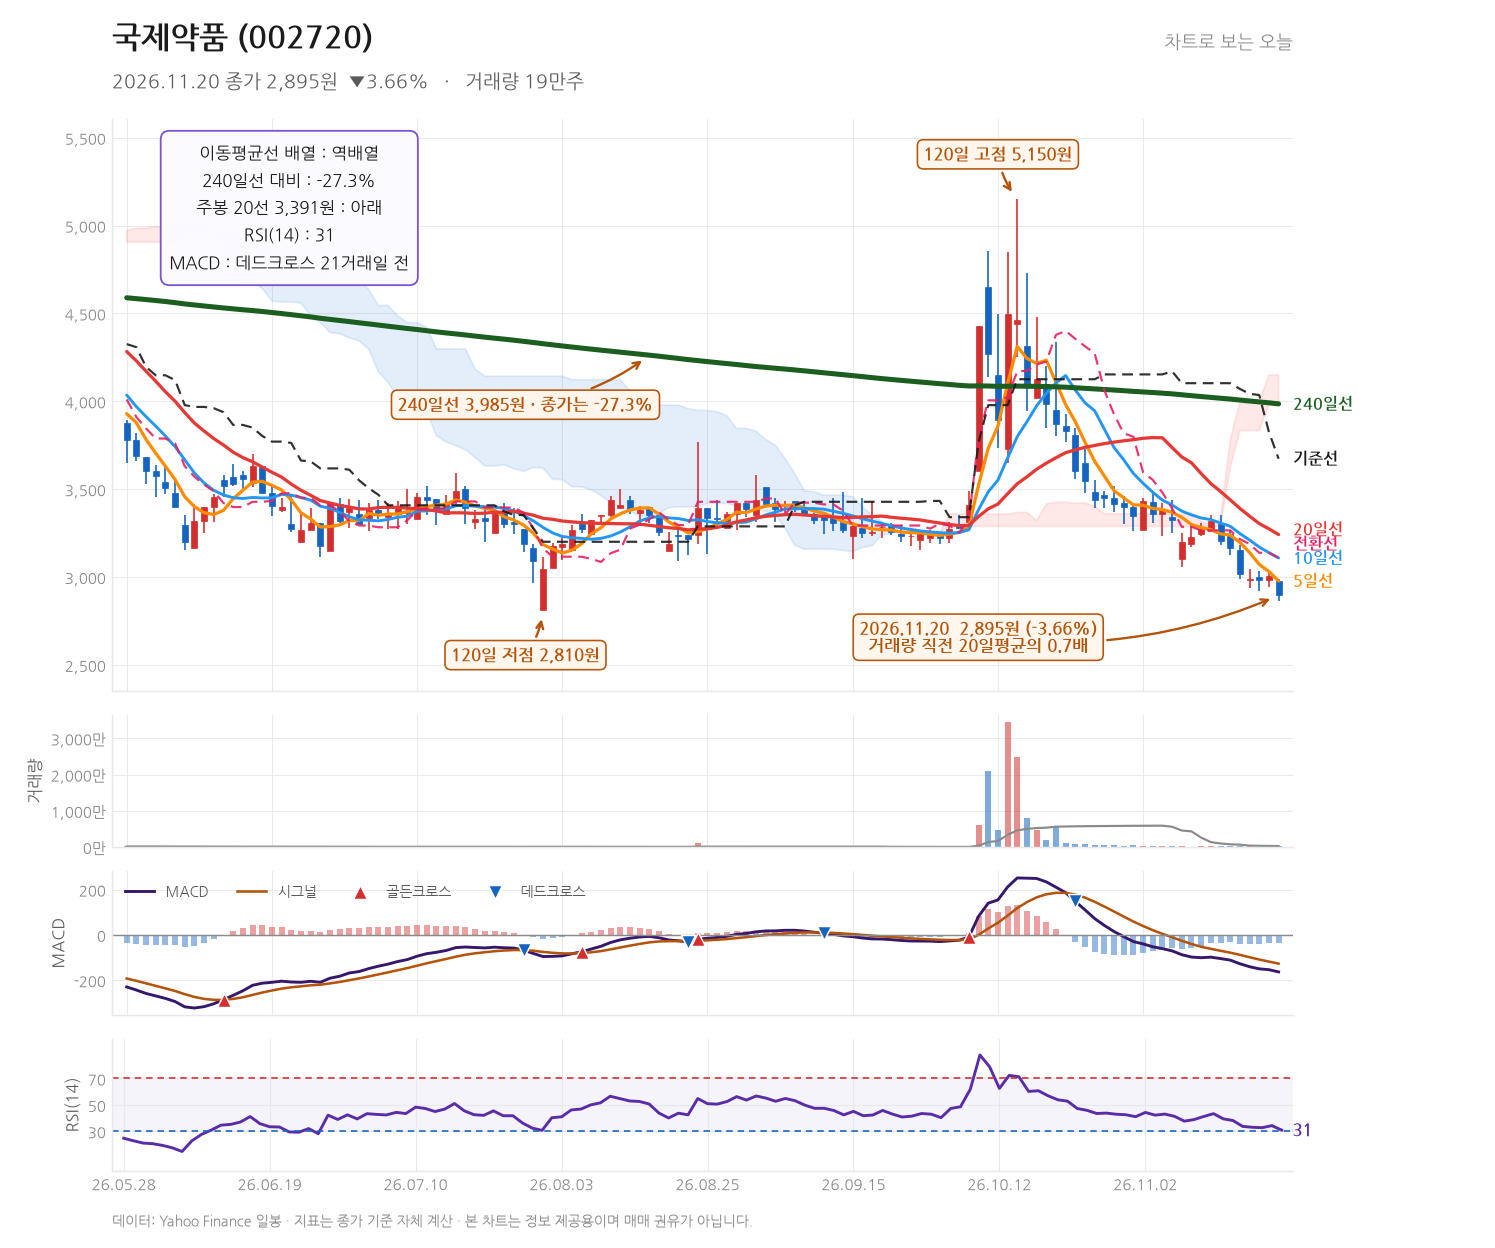 국제약품 (002720)
차트로 보는 오늘
2026.11.20 종가 2,895원 ▼3.66% · 거래량 19만주
5,500
5,000
4,500
4,000
3,500
3,000
2,500
이동평균선 배열 : 역배열
240일선 대비 : -27.3%
주봉 20선 3,391원 : 아래
RSI(14) : 31
MACD : 데드크로스 21거래일 전
120일 고점 5,150원
240일선 3,985원 · 종가는 -27.3%
120일 저점 2,810원
2026.11.20 2,895원 (-3.66%)
거래량 직전 20일평균의 0.7배
240일선
기준선
20일선
전환선
10일선
5일선
거래량
3,000만
2,000만
1,000만
0만
MACD
200
0
-200
MACD
시그널
골든크로스
데드크로스
RSI(14)
70
50
30
31
26.05.28
26.06.19
26.07.10
26.08.03
26.08.25
26.09.15
26.10.12
26.11.02
데이터: Yahoo Finance 일봉 · 지표는 종가 기준 자체 계산 · 본 차트는 정보 제공용이며 매매 권유가 아닙니다.